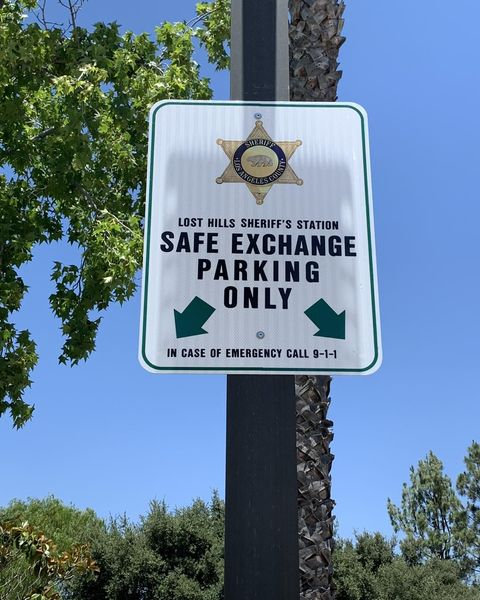 SHERIFF
LOS ANGELES COUNTY
LOST HILLS SHERIFF'S STATION
SAFE EXCHANGE
PARKING
ONLY
IN CASE OF EMERGENCY CALL 9-1-1